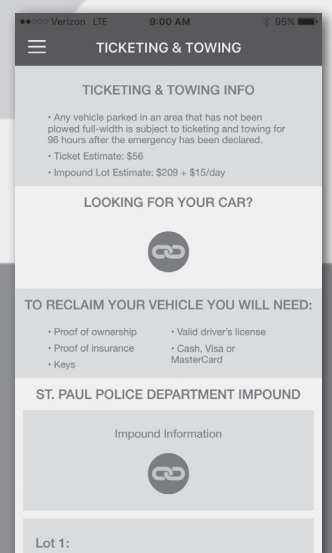 ●●○○○ Verizon LTE 9:00 AM 95%
TICKETING & TOWING
TICKETING & TOWING INFO
• Any vehicle parked in an area that has not been
plowed full-width is subject to ticketing and towing for
96 hours after the emergency has been declared.
• Ticket Estimate: $56
• Impound Lot Estimate: $209 + $15/day
LOOKING FOR YOUR CAR?
TO RECLAIM YOUR VEHICLE YOU WILL NEED:
• Proof of ownership
• Proof of insurance
• Keys
• Valid driver's license
• Cash, Visa or
MasterCard
ST. PAUL POLICE DEPARTMENT IMPOUND
Impound Information
Lot 1: